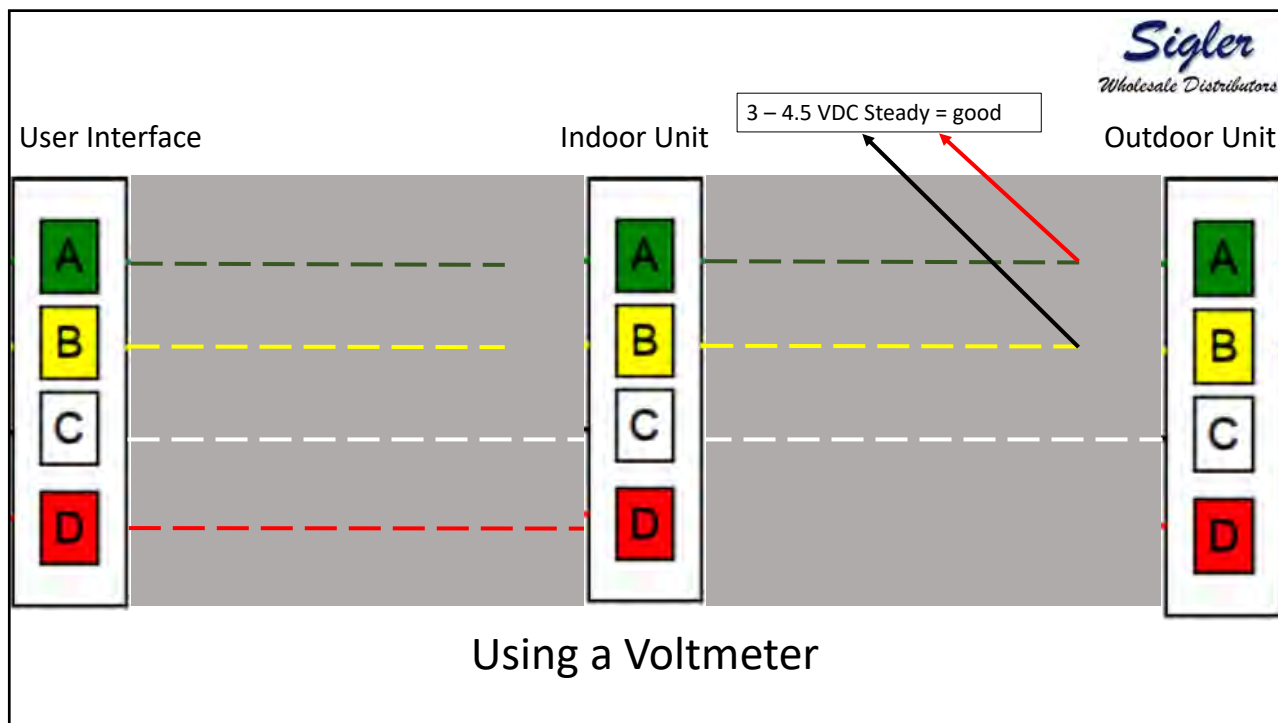 Sigler
Wholesale Distributors
3 – 4.5 VDC Steady = good
User Interface
Indoor Unit
Outdoor Unit
A
B
C
D
A
B
C
D
A
B
C
D
Using a Voltmeter